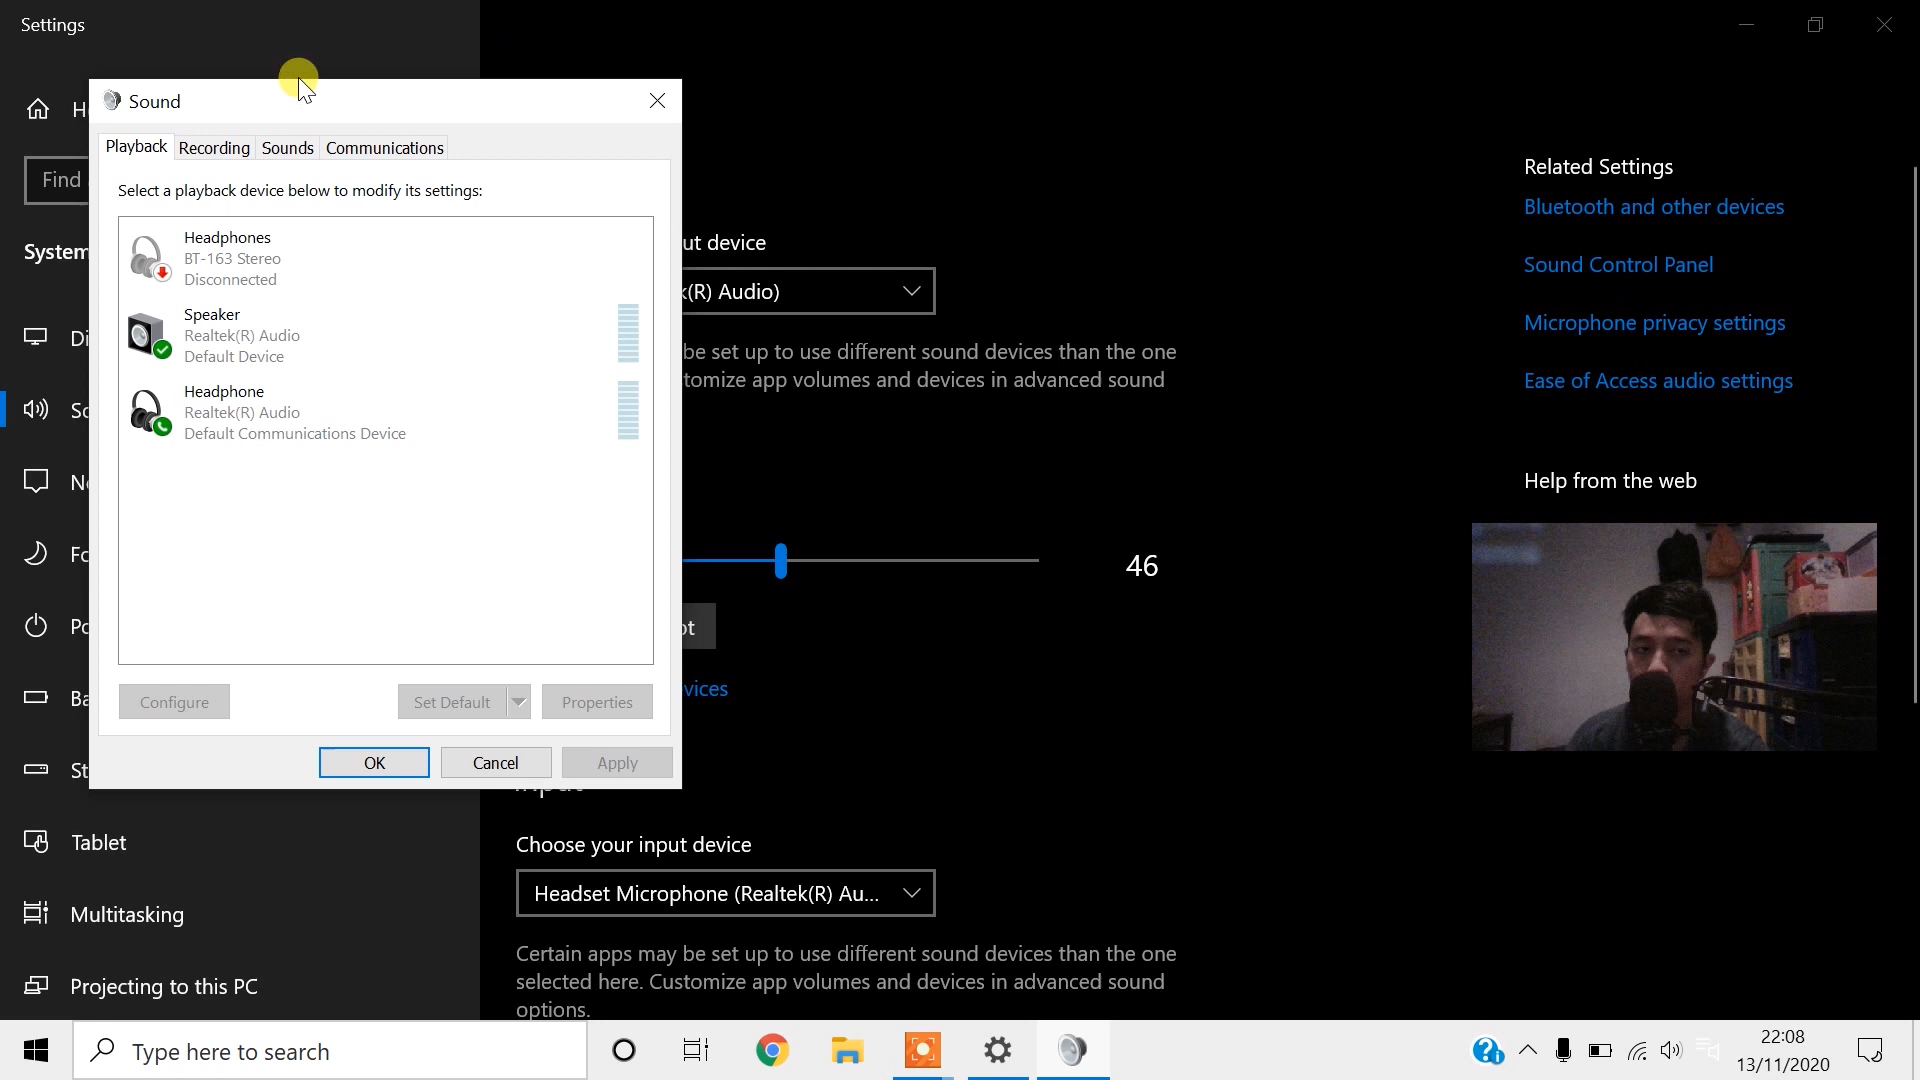 Settings
Sound
Playback
Recording
Sounds
Communications
Select a playback device below to modify its settings:
Headphones
BT-163 Stereo
Disconnected
Speaker
Realtek(R) Audio
Default Device
Headphone
Realtek(R) Audio
Default Communications Device
Configure
Set Default
Properties
OK
Cancel
Apply
Find
System
Tablet
Multitasking
Projecting to this PC
ut device
(R) Audio)
be set up to use different sound devices than the one
tomize app volumes and devices in advanced sound
46
ot
vices
Choose your input device
Headset Microphone (Realtek(R) Au...
Certain apps may be set up to use different sound devices than the one
selected here. Customize app volumes and devices in advanced sound
options.
Related Settings
Bluetooth and other devices
Sound Control Panel
Microphone privacy settings
Ease of Access audio settings
Help from the web
Type here to search
22:08
13/11/2020